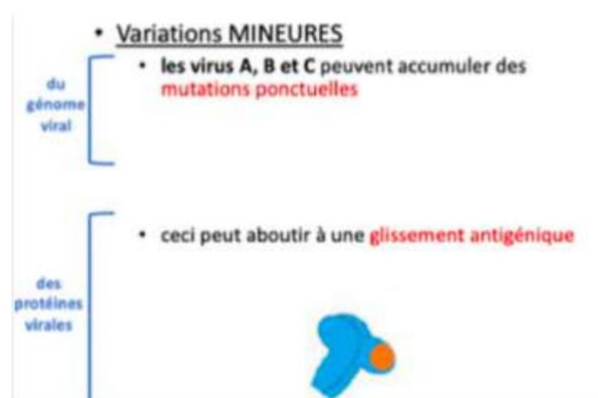 • Variations MINEURES
du génome viral
• les virus A, B et C peuvent accumuler des
mutations ponctuelles
• ceci peut aboutir à une glissement antigénique
des
protéines
virales